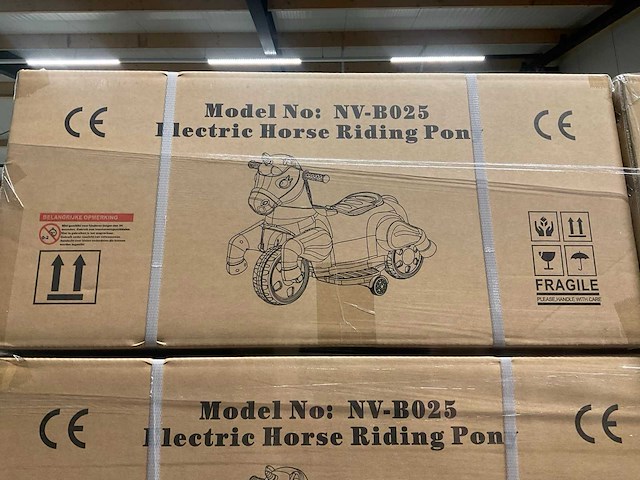 CE
Model No: NV-B025
CE
Electric Horse Riding Pony
BELANGRIJKE OPMERKING
FRAGILE
PLEASE,HANDLE WITH CARE
CE
Model No: NV-B025
CE
Electric Horse Riding Pony